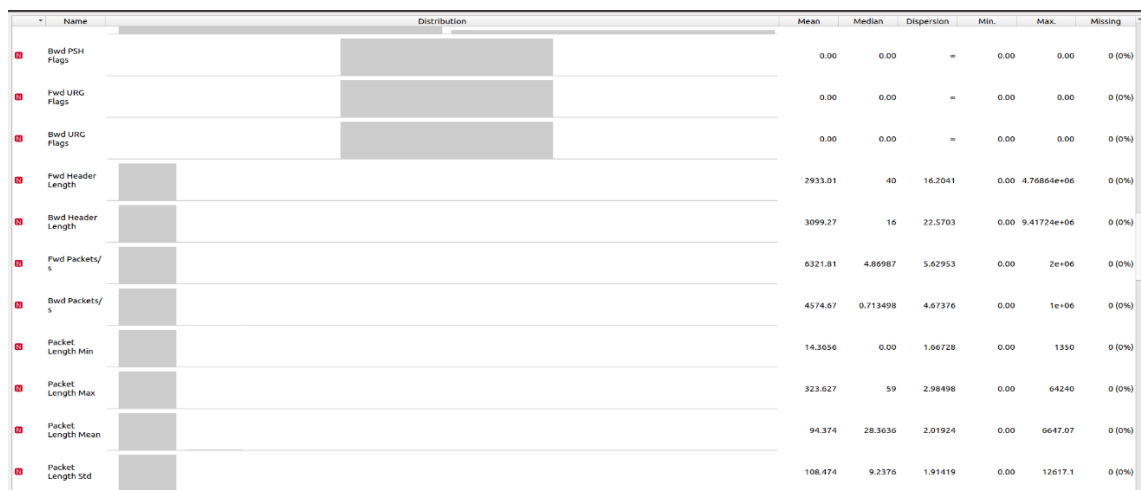 Name Distribution Mean Median Dispersion Min. Max. Missing
N Bwd PSH Flags 0.00 0.00 ∞ 0.00 0.00 0 (0%)
N Fwd URG Flags 0.00 0.00 ∞ 0.00 0.00 0 (0%)
N Bwd URG Flags 0.00 0.00 ∞ 0.00 0.00 0 (0%)
N Fwd Header Length 2933.01 40 16.2041 0.00 4.76864e+06 0 (0%)
N Bwd Header Length 3099.27 16 22.5703 0.00 9.41724e+06 0 (0%)
N Fwd Packets/s 6321.81 4.86987 5.62953 0.00 2e+06 0 (0%)
N Bwd Packets/s 4574.67 0.713498 4.67376 0.00 1e+06 0 (0%)
N Packet Length Min 14.3656 0.00 1.66728 0.00 1350 0 (0%)
N Packet Length Max 323.627 59 2.98498 0.00 64240 0 (0%)
N Packet Length Mean 94.374 28.3636 2.01924 0.00 6647.07 0 (0%)
N Packet Length Std 108.474 9.2376 1.91419 0.00 12617.1 0 (0%)